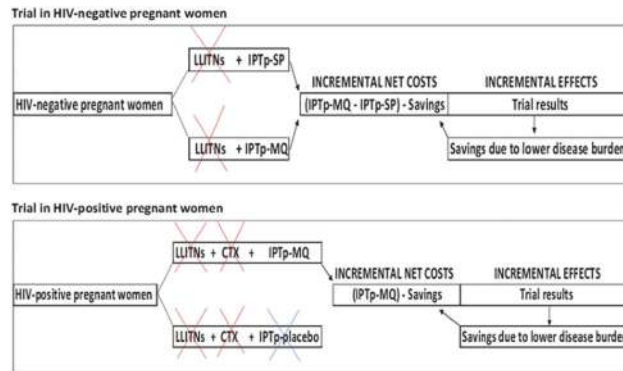 Trial in HIV-negative pregnant women
LLITNs + IPTp-SP
INCREMENTAL NET COSTS INCREMENTAL EFFECTS
HIV-negative pregnant women
(IPTp-MQ - IPTp-SP) - Savings Trial results
LLITNs + IPTp-MQ
Savings due to lower disease burden
Trial in HIV-positive pregnant women
LLITNs + CTX + IPTp-MQ
INCREMENTAL NET COSTS INCREMENTAL EFFECTS
HIV-positive pregnant women
(IPTp-MQ) - Savings Trial results
LLITNs + CTX + IPTp-placebo
Savings due to lower disease burden